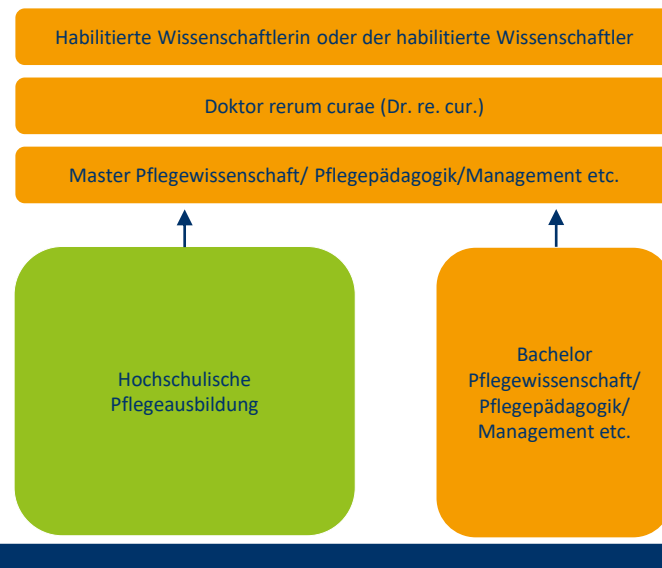 Habilitierte Wissenschaftlerin oder der habilitierte Wissenschaftler
Doktor rerum curae (Dr. re. cur.)
Master Pflegewissenschaft/ Pflegepädagogik/Management etc.
Hochschulische
Pflegeausbildung
Bachelor
Pflegewissenschaft/
Pflegepädagogik/
Management etc.